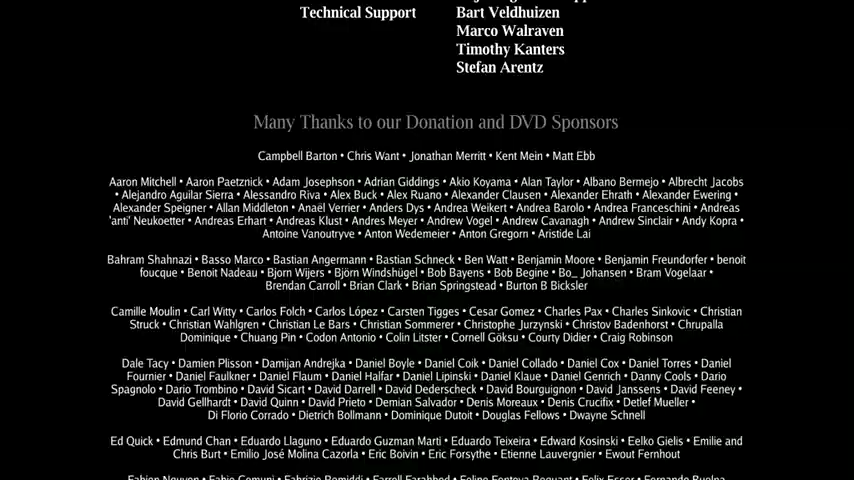 Technical Support Bart Veldhuizen
Marco Walraven
Timothy Kanters
Stefan Arentz
Many Thanks to our Donation and DVD Sponsors
Campbell Barton • Chris Want • Jonathan Merritt • Kent Mein • Matt Ebb
Aaron Mitchell • Aaron Paetznick • Adam Josephson • Adrian Giddings • Akio Koyama • Alan Taylor • Albano Bermejo • Albrecht Jacobs
• Alejandro Aguilar Sierra • Alessandro Riva • Alex Buck • Alex Ruano • Alexander Clausen • Alexander Ehrath • Alexander Ewering •
Alexander Speigner • Allan Middleton • Anaël Verrier • Anders Dys • Andrea Weikert • Andrea Barolo • Andrea Franceschini • Andreas
'anti' Neukoetter • Andreas Erhart • Andreas Klust • Andres Meyer • Andrew Vogel • Andrew Cavanagh • Andrew Sinclair • Andy Kopra •
Antoine Vanoutryve • Anton Wedemeier • Anton Gregorn • Aristide Lai
Bahram Shahnazi • Basso Marco • Bastian Angermann • Bastian Schneck • Ben Watt • Benjamin Moore • Benjamin Freundorfer • benoit
foucque • Benoit Nadeau • Bjorn Wijers • Björn Windshügel • Bob Bayens • Bob Begine • Bo_ Johansen • Bram Vogelaar •
Brendan Carroll • Brian Clark • Brian Springstead • Burton B Bicksler
Camille Moulin • Carl Witty • Carlos Folch • Carlos López • Carsten Tigges • Cesar Gomez • Charles Pax • Charles Sinkovic • Christian
Struck • Christian Wahlgren • Christian Le Bars • Christian Sommerer • Christophe Jurzynski • Christov Badenhorst • Chrupalla
Dominique • Chuang Pin • Codon Antonio • Colin Litster • Cornell Göksu • Courty Didier • Craig Robinson
Dale Tacy • Damien Plisson • Damijan Andrejka • Daniel Boyle • Daniel Coik • Daniel Collado • Daniel Cox • Daniel Torres • Daniel
Fournier • Daniel Faulkner • Daniel Flaum • Daniel Halfar • Daniel Lipinski • Daniel Klaue • Daniel Genrich • Danny Cools • Dario
Spagnolo • Dario Trombino • David Sicart • David Darrell • David Dederscheck • David Bourguignon • David Janssens • David Feeney •
David Gellhardt • David Quinn • David Prieto • Demian Salvador • Denis Moreaux • Denis Crucifix • Detlef Mueller •
Di Florio Corrado • Dietrich Bollmann • Dominique Dutoit • Douglas Fellows • Dwayne Schnell
Ed Quick • Edmund Chan • Eduardo Llaguno • Eduardo Guzman Marti • Eduardo Teixeira • Edward Kosinski • Eelko Gielis • Emilie and
Chris Burt • Emilio José Molina Cazorla • Eric Boivin • Eric Forsythe • Etienne Lauvergnier • Ewout Fernhout